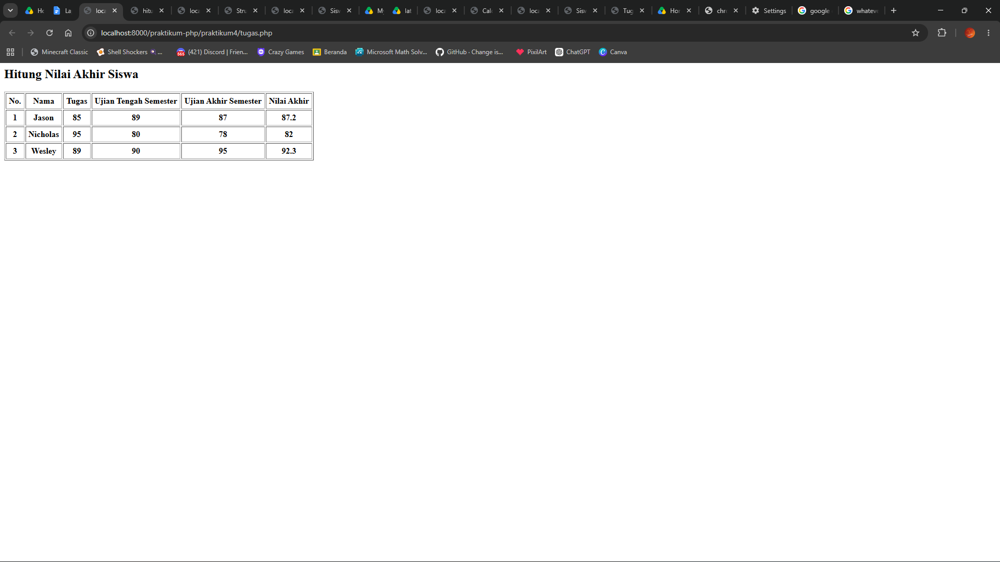 Hc La loca hitu loca Stru loca Sisv My lat loca Calc loca Sisv Tug Hor chr Settings google whateve
localhost:8000/praktikum-php/praktikum4/tugas.php
Minecraft Classic Shell Shockers ... (421) Discord | Frien... Crazy Games Beranda Microsoft Math Solv... GitHub · Change is... PixilArt ChatGPT Canva
Hitung Nilai Akhir Siswa
No. Nama Tugas Ujian Tengah Semester Ujian Akhir Semester Nilai Akhir
1 Jason 85 89 87 87.2
2 Nicholas 95 80 78 82
3 Wesley 89 90 95 92.3